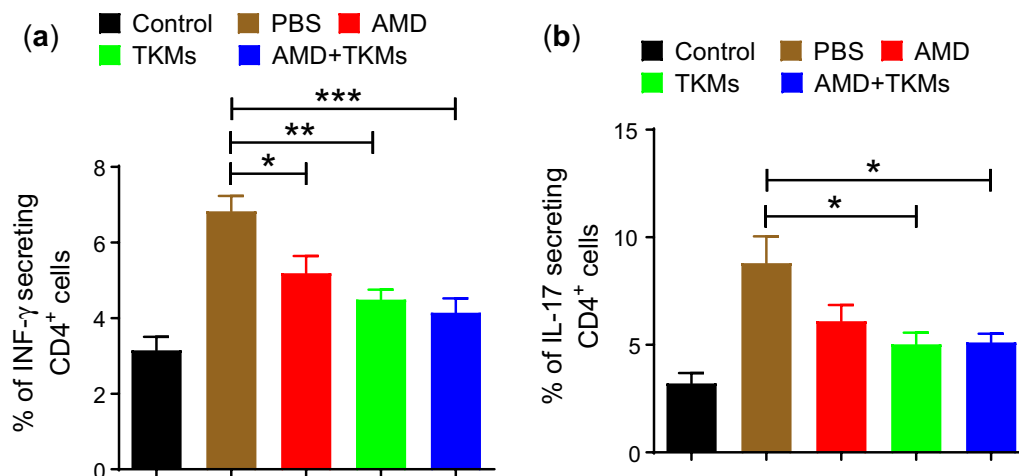 (a)
Control PBS AMD
TKMs AMD+TKMs
***
**
*
% of INF-γ secreting
CD4⁺ cells
8
6
4
2
0
(b)
Control PBS AMD
TKMs AMD+TKMs
*
*
% of IL-17 secreting
CD4⁺ cells
15
10
5
0